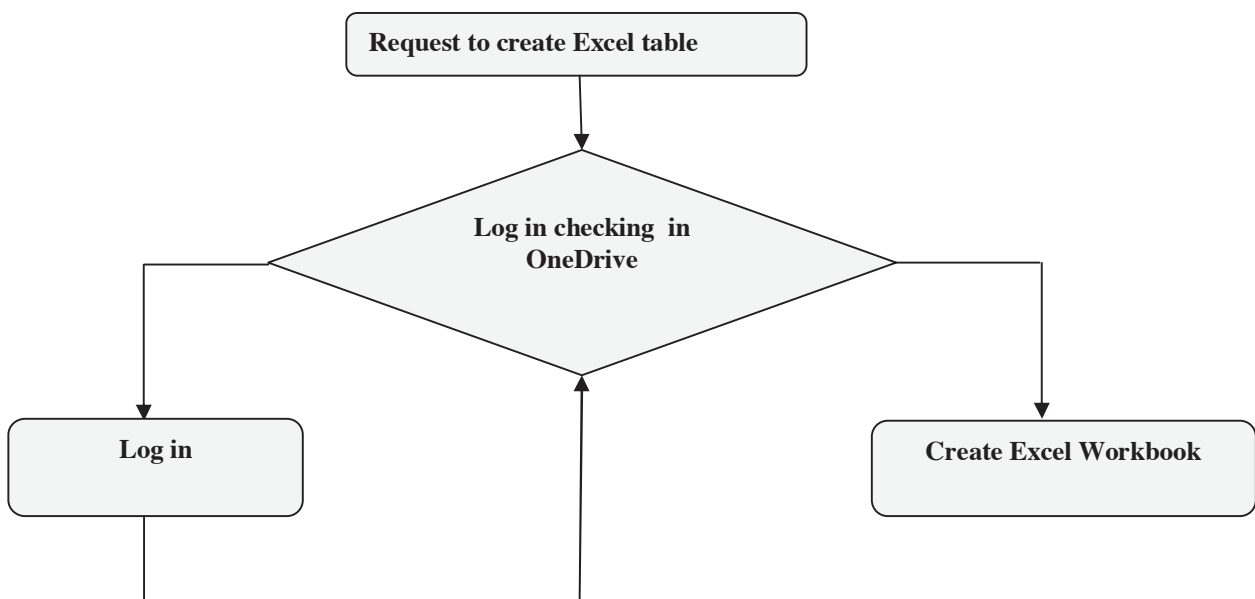 Request to create Excel table
Log in checking in
OneDrive
Log in
Create Excel Workbook